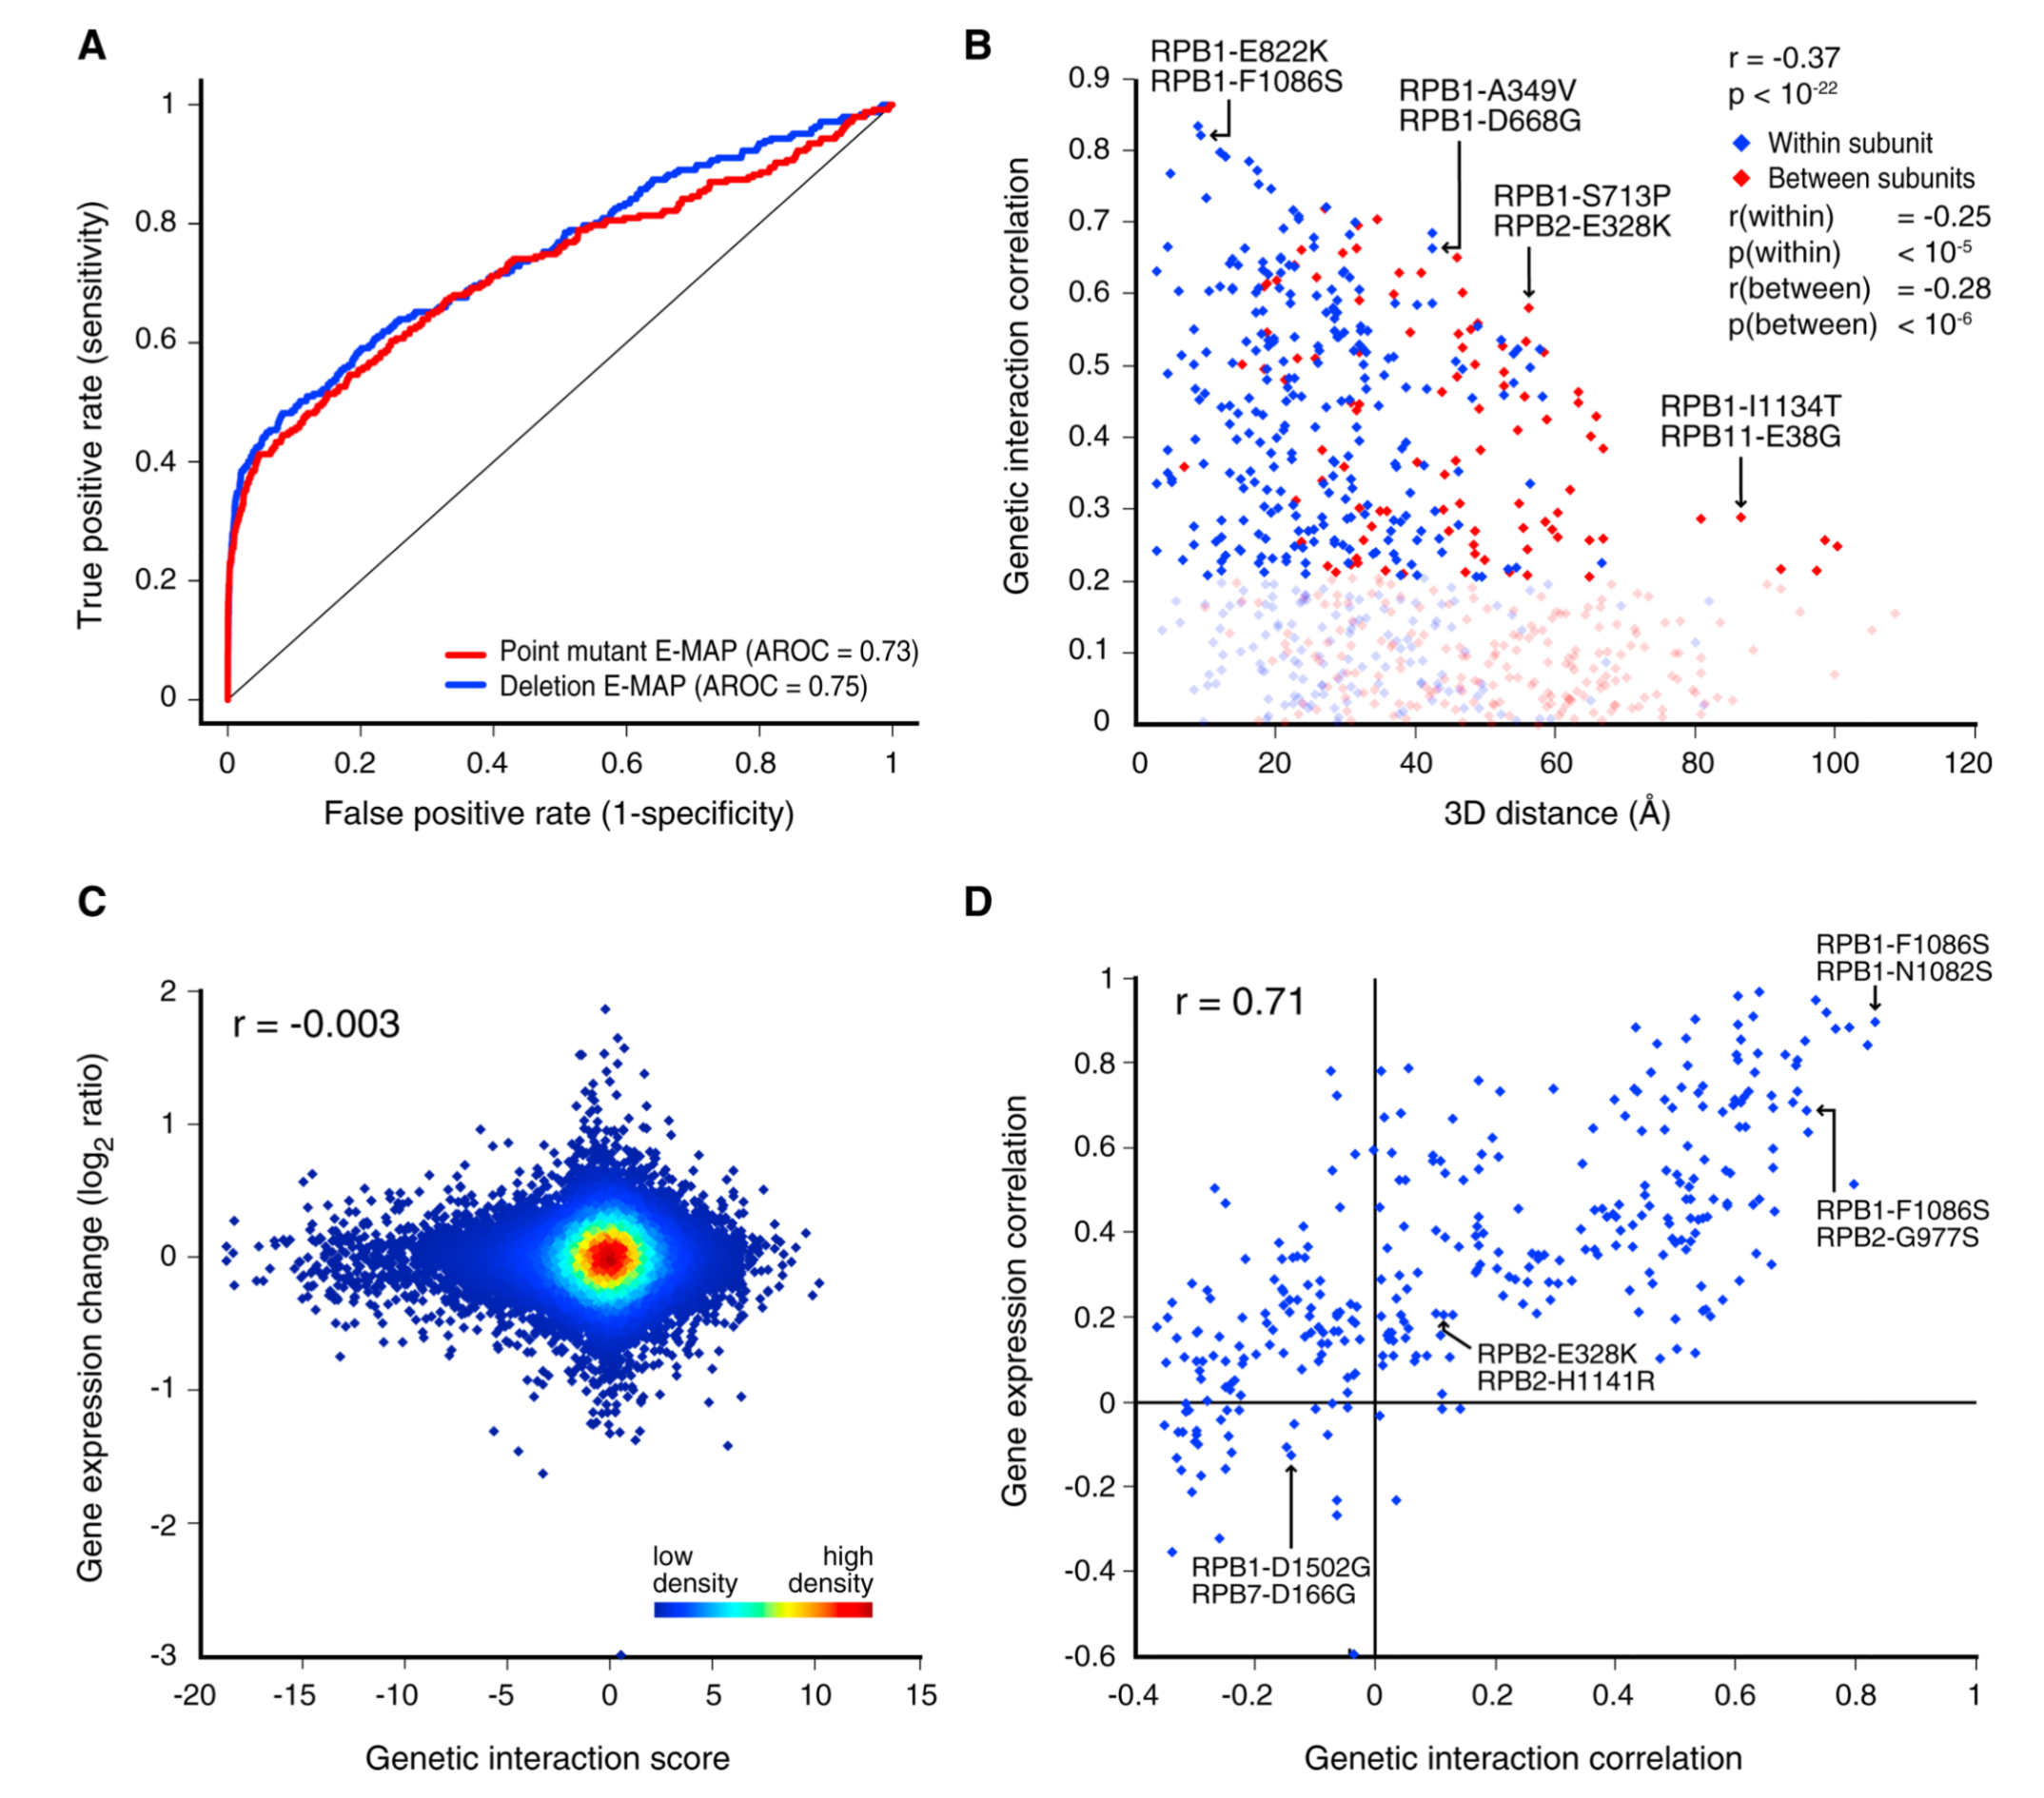 A
1
0.8
0.6
0.4
0.2
0
True positive rate (sensitivity)
Point mutant E-MAP (AROC = 0.73)
Deletion E-MAP (AROC = 0.75)
0 0.2 0.4 0.6 0.8 1
False positive rate (1-specificity)
B
RPB1-E822K
RPB1-F1086S
RPB1-A349V
RPB1-D668G
RPB1-S713P
RPB2-E328K
RPB1-I1134T
RPB11-E38G
r = -0.37
p < 10-22
Within subunit
Between subunits
r(within) = -0.25
p(within) < 10-5
r(between) = -0.28
p(between) < 10-6
0.9
0.8
0.7
0.6
0.5
0.4
0.3
0.2
0.1
0
Genetic interaction correlation
0 20 40 60 80 100 120
3D distance (Å)
C
r = -0.003
2
1
0
-1
-2
-3
Gene expression change (log2 ratio)
low high
density density
-20 -15 -10 -5 0 5 10 15
Genetic interaction score
D
r = 0.71
RPB1-F1086S
RPB1-N1082S
RPB1-F1086S
RPB2-G977S
RPB2-E328K
RPB2-H1141R
RPB1-D1502G
RPB7-D166G
1
0.8
0.6
0.4
0.2
0
-0.2
-0.4
-0.6
Gene expression correlation
-0.4 -0.2 0 0.2 0.4 0.6 0.8 1
Genetic interaction correlation